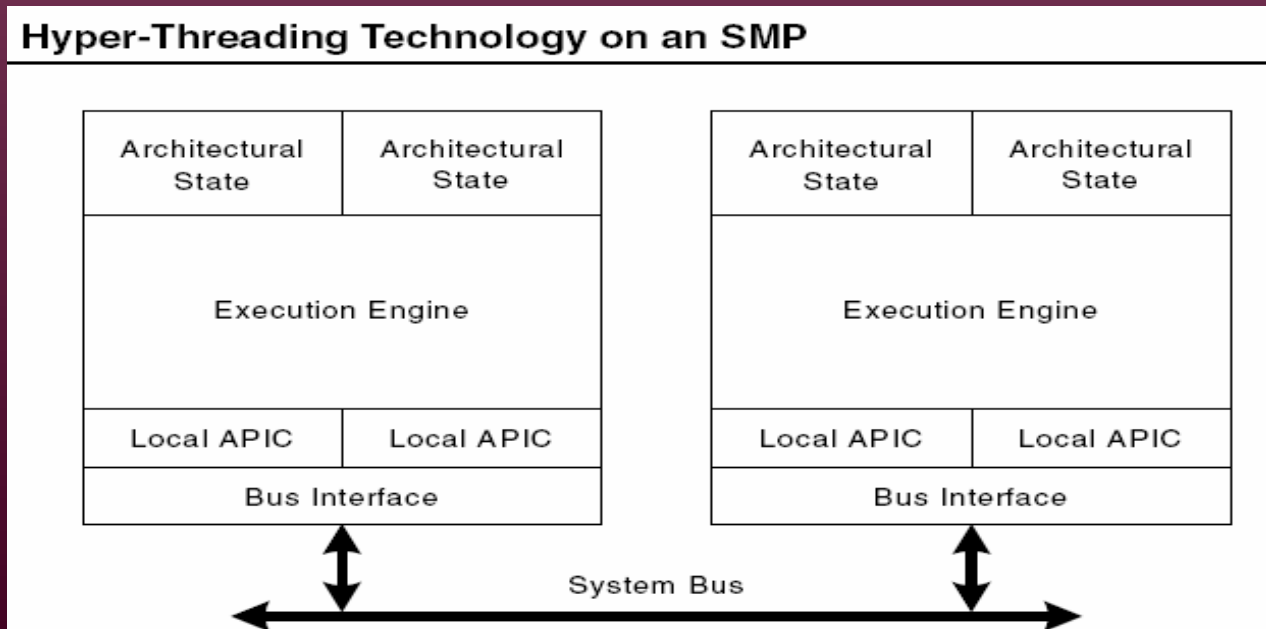 Hyper-Threading Technology on an SMP
Architectural State
Architectural State
Architectural State
Architectural State
Execution Engine
Execution Engine
Local APIC
Local APIC
Local APIC
Local APIC
Bus Interface
Bus Interface
System Bus